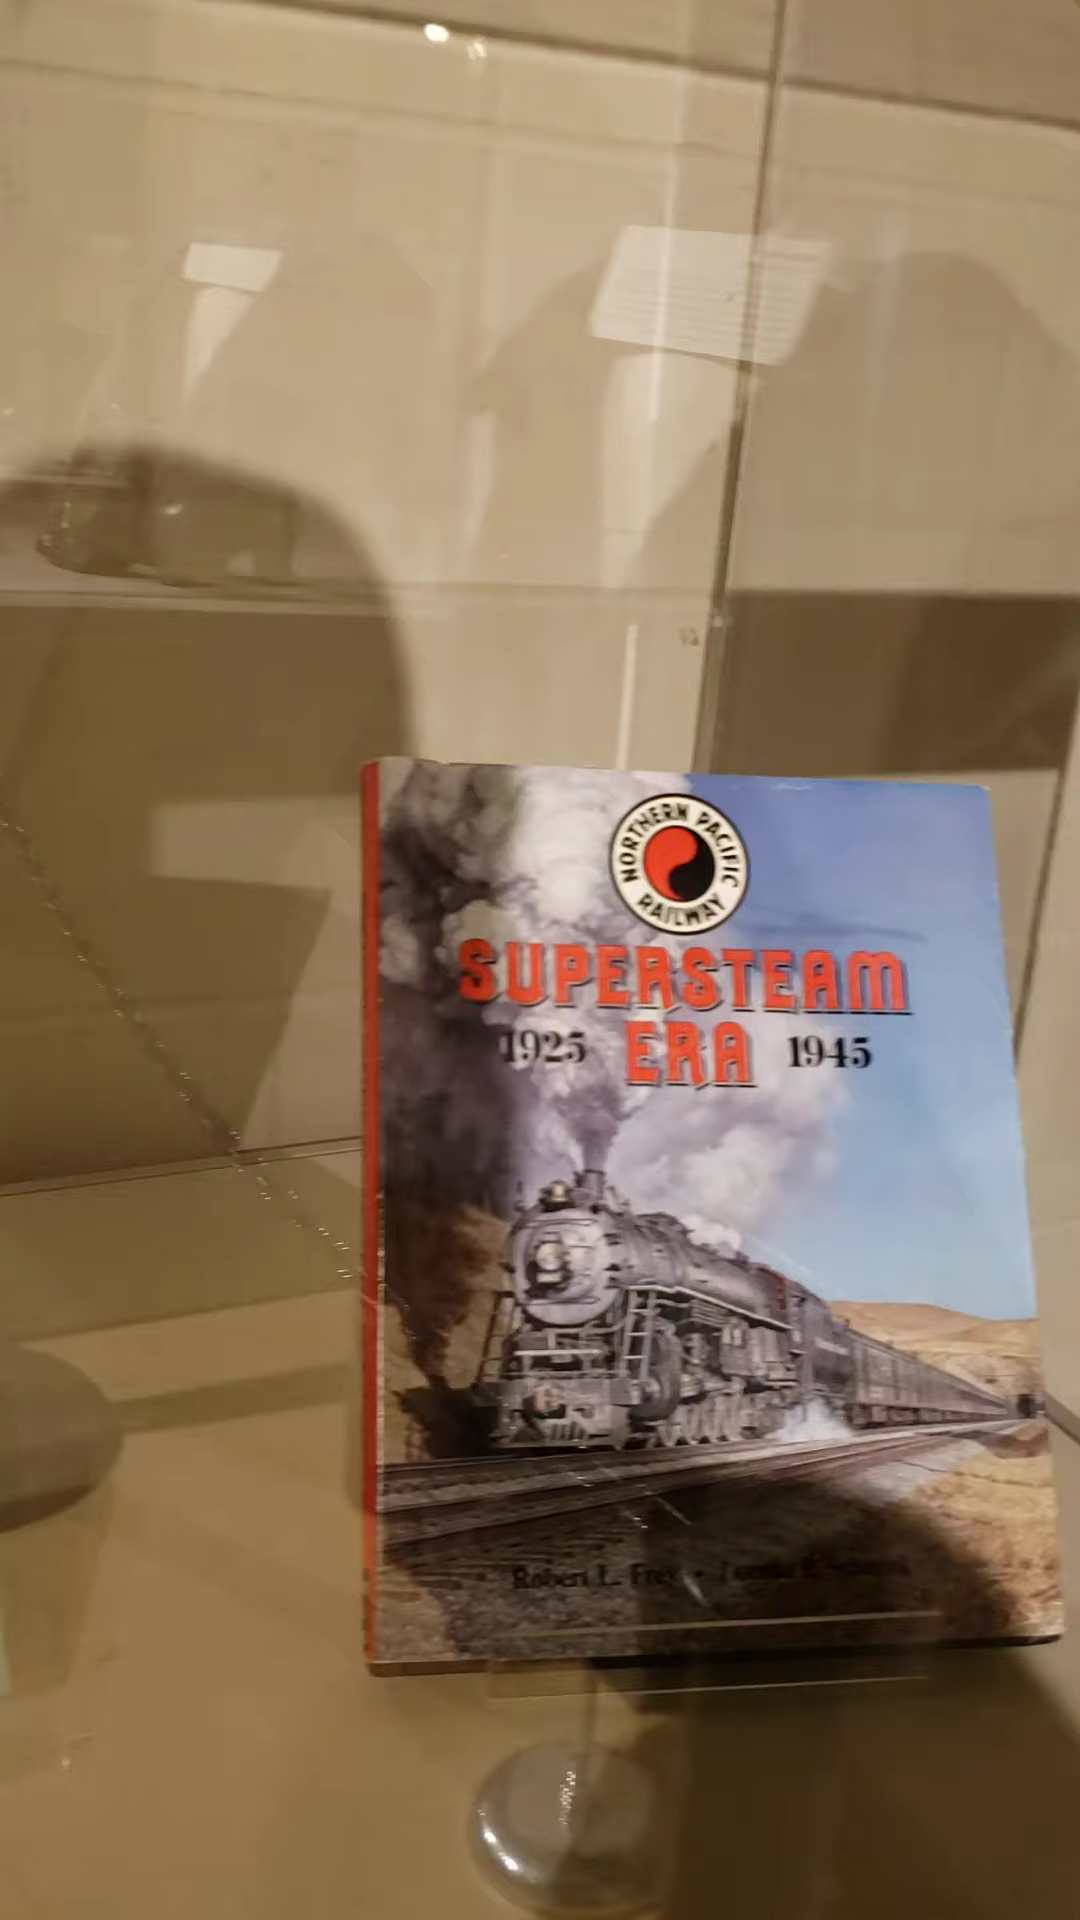 NORTHERN PACIFIC
RAILWAY
SUPERSTEAM
1925 ERA 1945
Robert L. Frey •